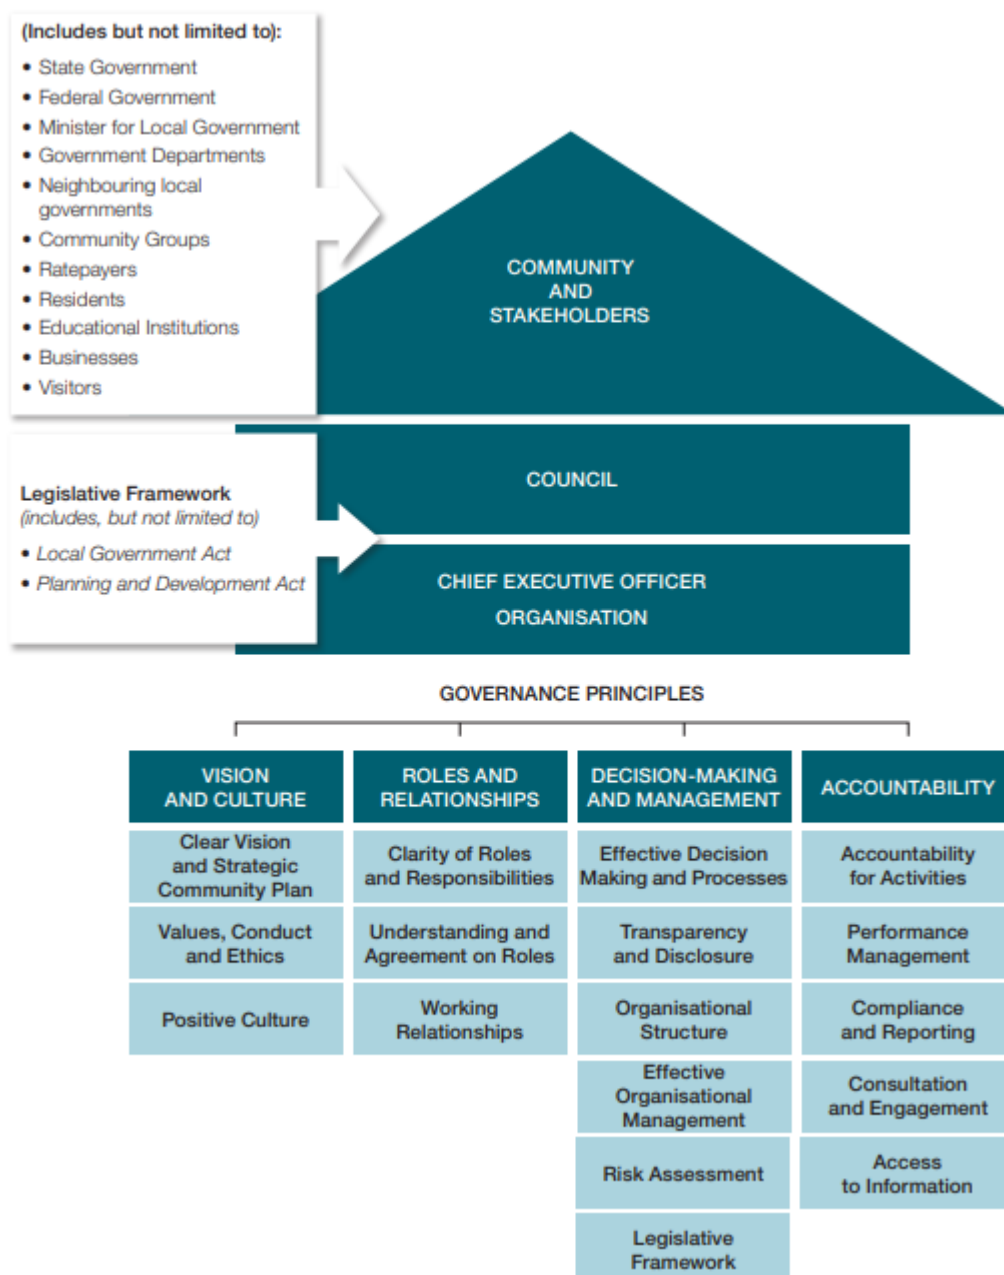 (Includes but not limited to):
• State Government
• Federal Government
• Minister for Local Government
• Government Departments
• Neighbouring local
governments
• Community Groups
• Ratepayers
• Residents
• Educational Institutions
• Businesses
• Visitors
COMMUNITY
AND
STAKEHOLDERS
Legislative Framework
(includes, but not limited to)
• Local Government Act
• Planning and Development Act
COUNCIL
CHIEF EXECUTIVE OFFICER
ORGANISATION
GOVERNANCE PRINCIPLES
VISION
AND CULTURE
Clear Vision
and Strategic
Community Plan
Values, Conduct
and Ethics
Positive Culture
ROLES AND
RELATIONSHIPS
Clarity of Roles
and Responsibilities
Understanding and
Agreement on Roles
Working
Relationships
DECISION-MAKING
AND MANAGEMENT
Effective Decision
Making and Processes
Transparency
and Disclosure
Organisational
Structure
Effective
Organisational
Management
Risk Assessment
Legislative
Framework
ACCOUNTABILITY
Accountability
for Activities
Performance
Management
Compliance
and Reporting
Consultation
and Engagement
Access
to Information